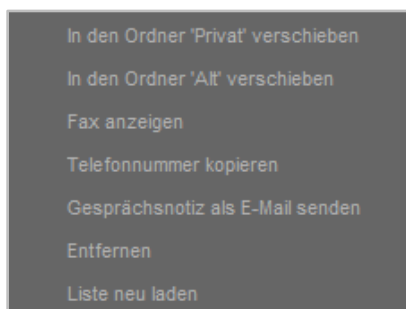 In den Ordner 'Privat' verschieben
In den Ordner 'Alt' verschieben
Fax anzeigen
Telefonnummer kopieren
Gesprächsnotiz als E-Mail senden
Entfernen
Liste neu laden